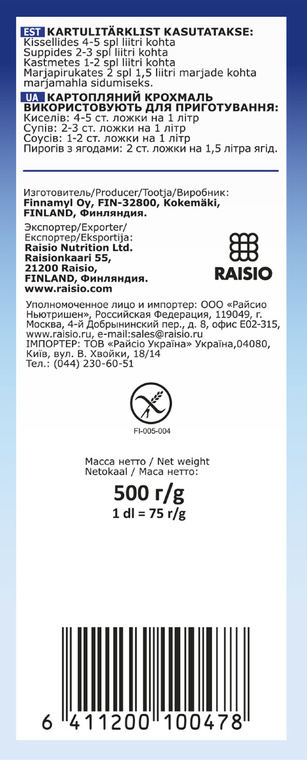 EST KARTULITÄRKLIST KASUTATAKSE:
Kissellides 4-5 spl liitri kohta
Suppides 2-3 spl liitri kohta
Kastmetes 1-2 spl liitri kohta
Marjapirukates 2 spl 1,5 liitri marjade kohta
marjamahla sidumiseks.
UA КАРТОПЛЯНИЙ КРОХМАЛЬ
ВИКОРИСТОВУЮТЬ ДЛЯ ПРИГОТУВАННЯ:
Киселів: 4-5 ст. ложки на 1 літр
Супів: 2-3 ст. ложки на 1 літр
Соусів: 1-2 ст. ложки на 1 літр
Пирогів з ягодами: 2 ст. ложки на 1,5 літра ягід.
Изготовитель/Producer/Tootja/Виробник:
Finnamyl Oy, FIN-32800, Kokemäki,
FINLAND, Финляндия.
Экспортер/Exporter/
Експортер/Eksportija:
Raisio Nutrition Ltd.
Raisionkaari 55,
21200 Raisio,
FINLAND, Финляндия.
www.raisio.com
RAISIO
Уполномоченное лицо и импортер: ООО «Райсио
Ньютришен», Российская Федерация, 119049, г.
Москва, 4-й Добрынинский пер., д. 8, офис Е02-315,
www.raisio.ru, e-mail:sales@raisio.ru
ІМПОРТЕР: ТОВ «Райсіо Україна» Україна,04080,
Київ, вул. В. Хвойки, 18/14
Тел.: (044) 230-60-51
FI-005-004
Масса нетто / Net weight
Netokaal / Маса нетто:
500 г/g
1 dl = 75 г/g
6 411200 100478